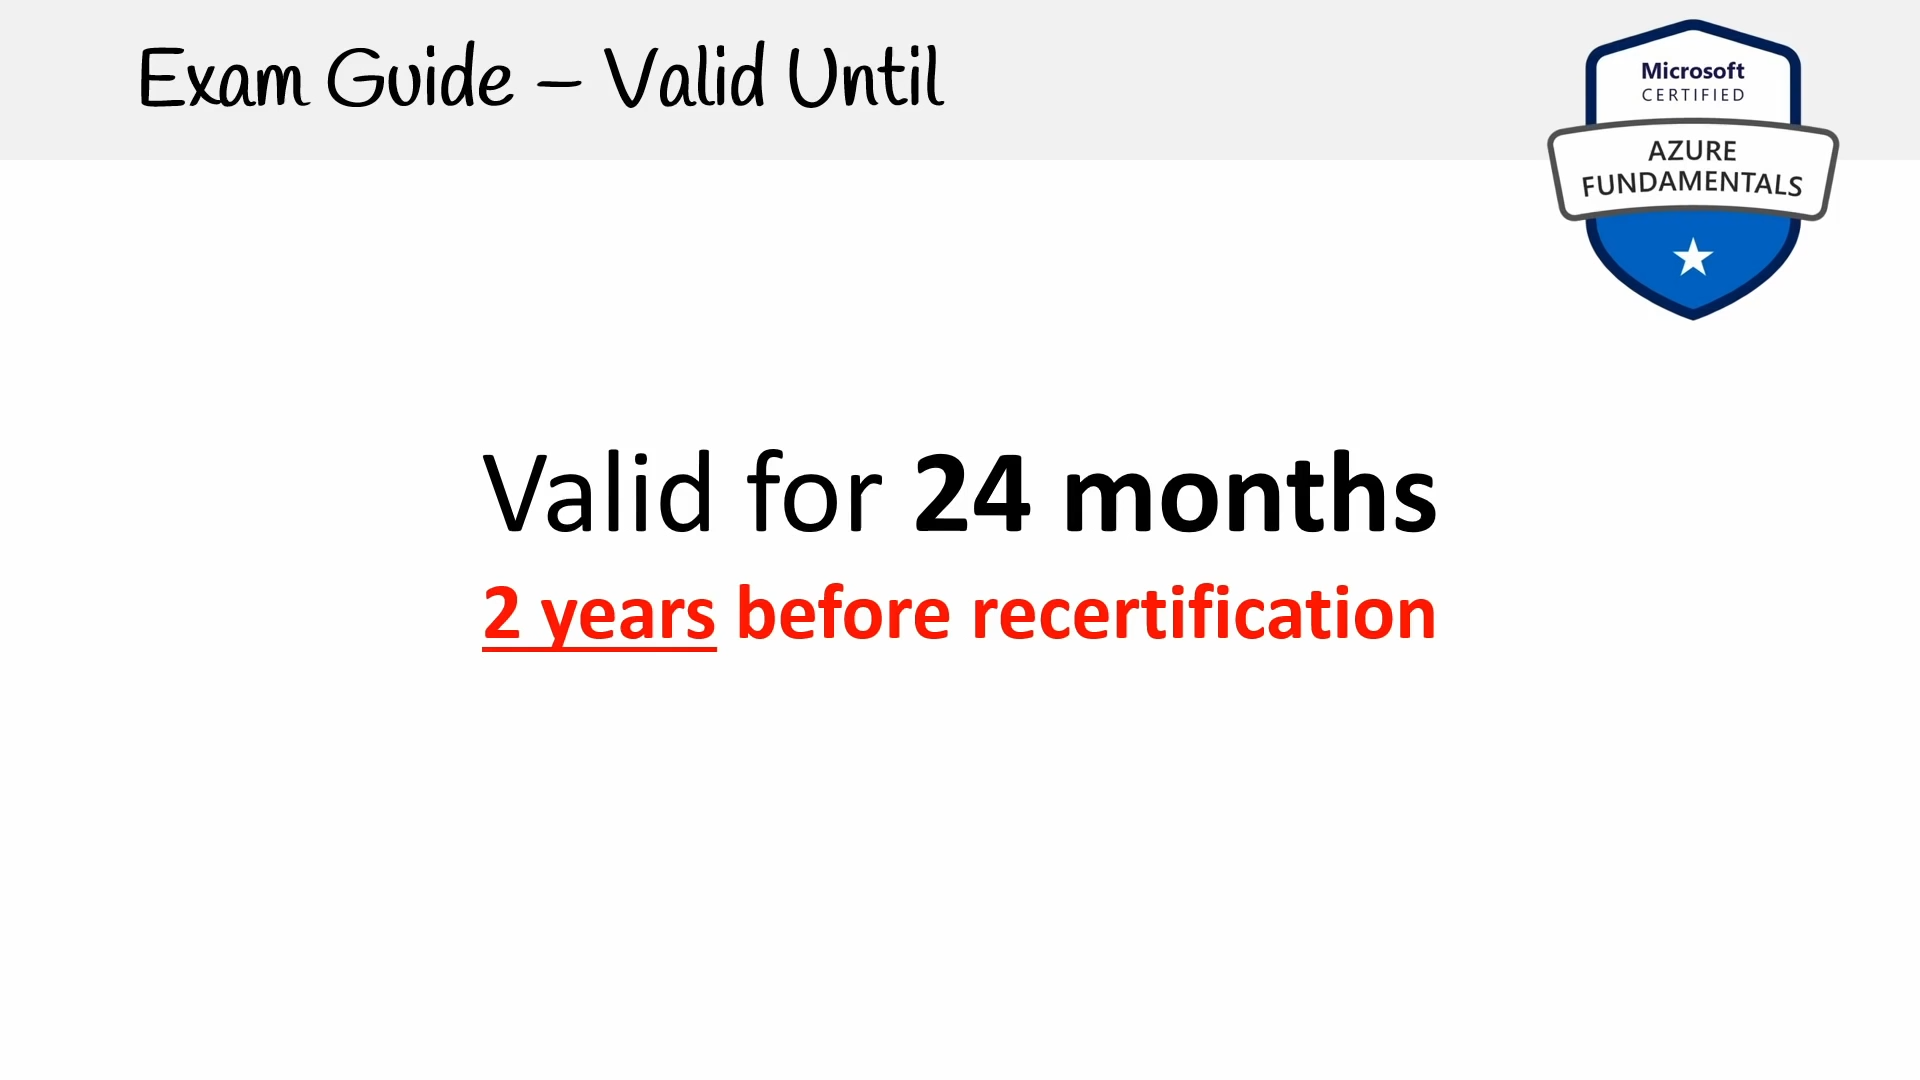 Exam Guide – Valid Until
Microsoft
CERTIFIED
AZURE
FUNDAMENTALS
Valid for 24 months
2 years before recertification